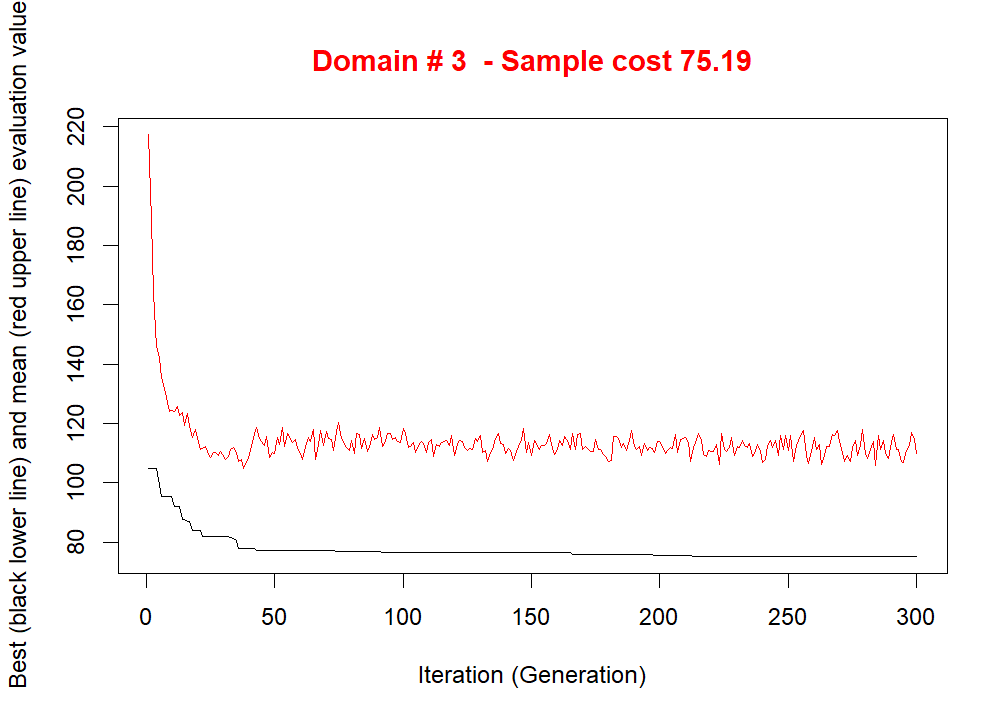 Domain # 3  - Sample cost 75.19
Best (black lower line) and mean (red upper line) evaluation value
220
200
180
160
140
120
100
80
0 50 100 150 200 250 300
Iteration (Generation)